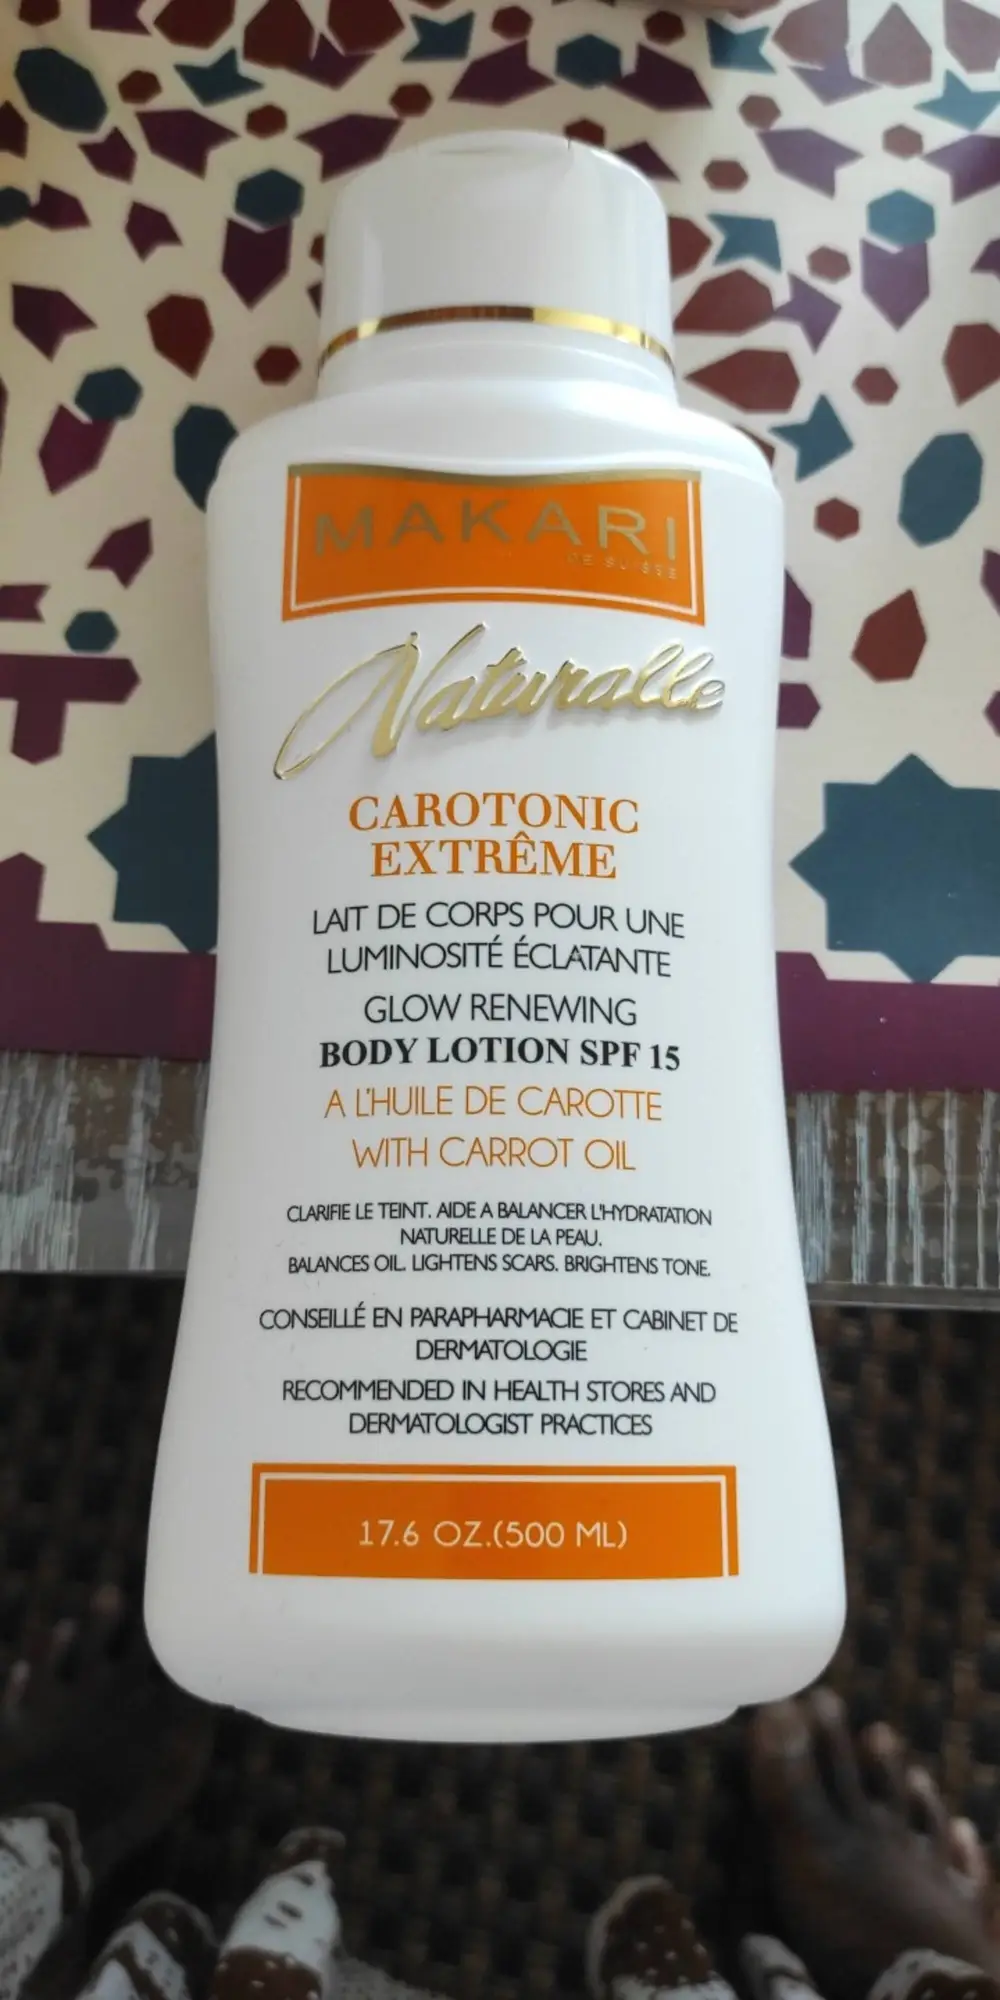 MAKARI
DE SUISSE
Naturalle
CAROTONIC
EXTRÊME
LAIT DE CORPS POUR UNE
LUMINOSITÉ ÉCLATANTE
GLOW RENEWING
BODY LOTION SPF 15
A L'HUILE DE CAROTTE
WITH CARROT OIL
CLARIFIE LE TEINT. AIDE A BALANCER L'HYDRATATION
NATURELLE DE LA PEAU.
BALANCES OIL. LIGHTENS SCARS. BRIGHTENS TONE.
CONSEILLÉ EN PARAPHARMACIE ET CABINET DE
DERMATOLOGIE
RECOMMENDED IN HEALTH STORES AND
DERMATOLOGIST PRACTICES
17.6 OZ.(500 ML)